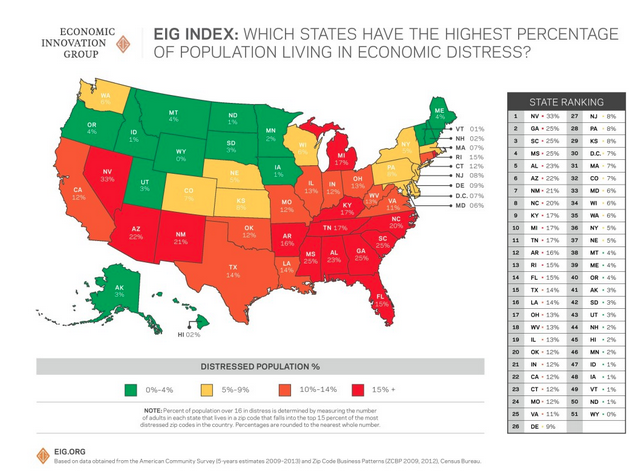 ECONOMIC
INNOVATION
GROUP
EIG INDEX: WHICH STATES HAVE THE HIGHEST PERCENTAGE
OF POPULATION LIVING IN ECONOMIC DISTRESS?
WA
6%
OR
4%
ID
1%
MT
4%
ND
1%
MN
2%
WI
6%
MI
17%
NY
5%
ME
4%
WY
0%
SD
3%
IA
1%
NE
5%
NV
33%
UT
3%
CO
7%
KS
8%
CA
12%
MO
12%
IL
13%
IN
12%
OH
13%
PA
8%
WV
13%
VA
11%
KY
17%
AZ
22%
NM
21%
OK
12%
AR
16%
TN 17%
NC
20%
SC
25%
MS
25%
AL
23%
GA
25%
TX
14%
LA
14%
FL
15%
AK
3%
HI 02%
VT 01%
NH 02%
MA 07%
RI 15%
CT 12%
NJ 08%
DE 09%
D.C. 07%
MD 06%
STATE RANKING
1 NV • 33% 27 NJ • 8%
2 GA • 25% 28 PA • 8%
3 SC • 25% 29 KS • 8%
4 MS • 25% 30 D.C. • 7%
5 AL • 23% 31 MA • 7%
6 AZ • 22% 32 CO • 7%
7 NM • 21% 33 MD • 6%
8 NC • 20% 34 WI • 6%
9 KY • 17% 35 WA • 6%
10 MI • 17% 36 NY • 5%
11 TN • 17% 37 NE • 5%
12 AR • 16% 38 MT • 4%
13 RI • 15% 39 ME • 4%
14 FL • 15% 40 OR • 4%
15 TX • 14% 41 AK • 3%
16 LA • 14% 42 SD • 3%
17 OH • 13% 43 UT • 3%
18 WV • 13% 44 NH • 2%
19 IL • 13% 45 HI • 2%
20 OK • 12% 46 MN • 2%
21 IN • 12% 47 ID • 1%
22 CA • 12% 48 IA • 1%
23 CT • 12% 49 VT • 1%
24 MO • 12% 50 ND • 1%
25 VA • 11% 51 WY • 0%
26 DE • 9%
DISTRESSED POPULATION %
0%–4% 5%–9% 10%–14% 15% +
NOTE: Percent of population over 16 in distress is determined by measuring the number
of adults in each state that lives in a zip code that falls into the top 15 percent of the most
distressed zip codes in the country. Percentages are rounded to the nearest whole number.
EIG.ORG
Based on data obtained from the American Community Survey (5-years estimates 2009–2013) and Zip Code Business Patterns (ZCBP 2009, 2012), Census Bureau.